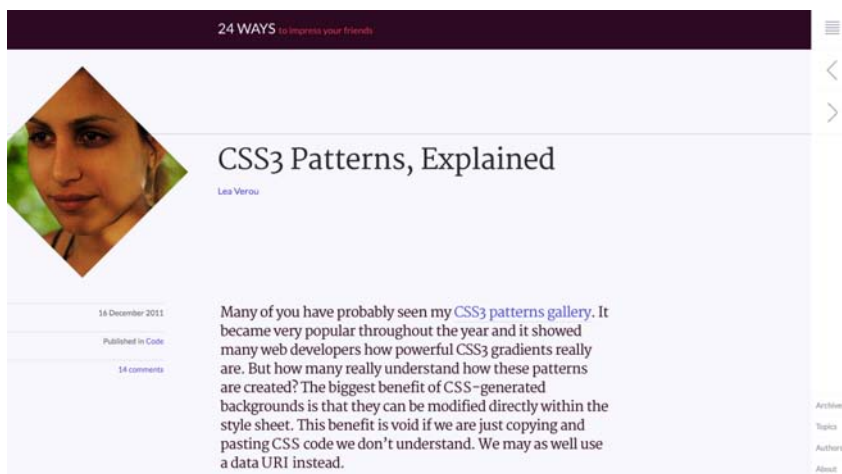 24 WAYS to impress your friends
CSS3 Patterns, Explained
Lea Verou
16 December 2011
Published in Code
14 comments
Many of you have probably seen my CSS3 patterns gallery. It
became very popular throughout the year and it showed
many web developers how powerful CSS3 gradients really
are. But how many really understand how these patterns
are created? The biggest benefit of CSS-generated
backgrounds is that they can be modified directly within the
style sheet. This benefit is void if we are just copying and
pasting CSS code we don’t understand. We may as well use
a data URI instead.
Archive
Topics
Authors
About